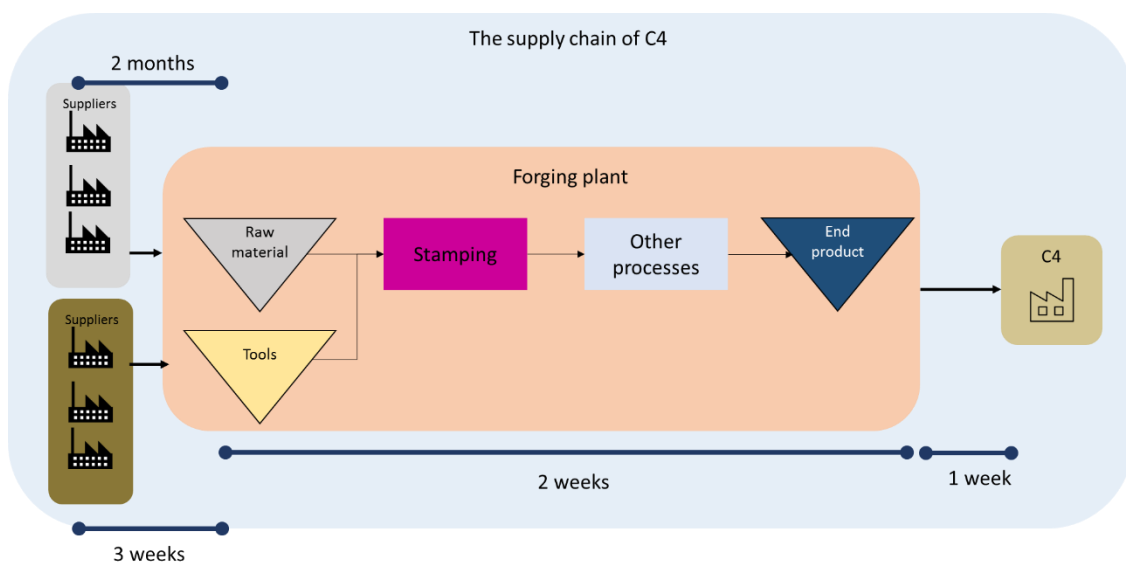 The supply chain of C4
2 months
Suppliers
Forging plant
Raw
material
Stamping
Other
processes
End
product
C4
Suppliers
Tools
2 weeks
1 week
3 weeks